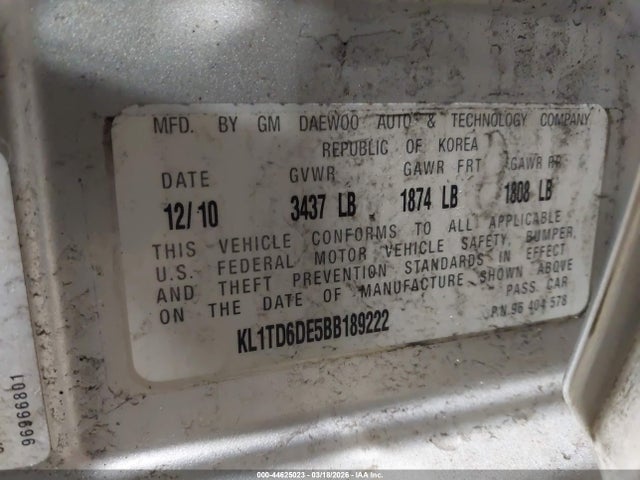 MFD. BY GM DAEWOO AUTO & TECHNOLOGY COMPANY
REPUBLIC OF KOREA
DATE GVWR GAWR FRT GAWR RR
12/10 3437 LB 1874 LB 1808 LB
THIS VEHICLE CONFORMS TO ALL APPLICABLE
U.S. FEDERAL MOTOR VEHICLE SAFETY, BUMPER,
AND THEFT PREVENTION STANDARDS IN EFFECT
ON THE DATE OF MANUFACTURE SHOWN ABOVE
PASS CAR
KL1TD6DE5BB189222
P/N 96 404 578
96966801
000-44625023 — 03/18/2026 — IAA Inc.